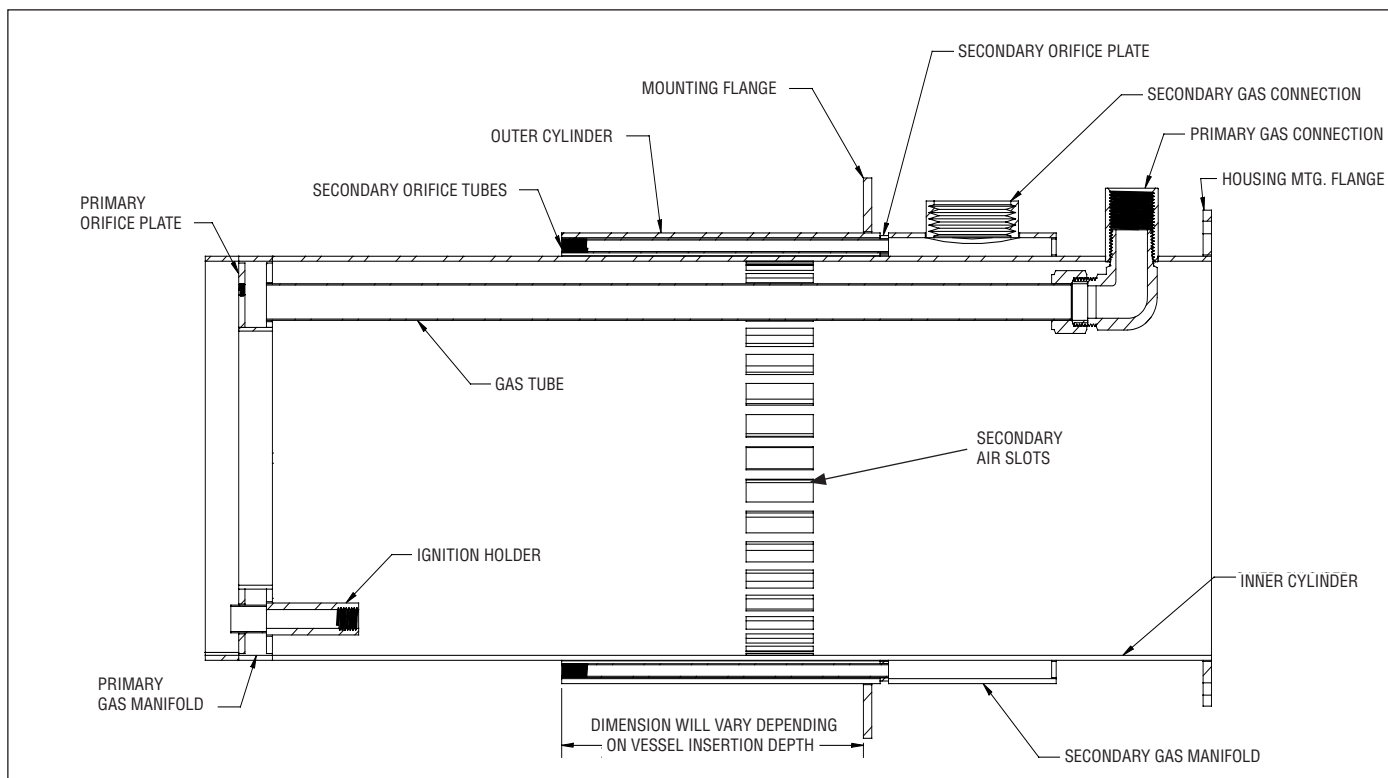 SECONDARY ORIFICE PLATE
MOUNTING FLANGE
SECONDARY GAS CONNECTION
OUTER CYLINDER
PRIMARY GAS CONNECTION
SECONDARY ORIFICE TUBES
HOUSING MTG. FLANGE
PRIMARY
ORIFICE PLATE
GAS TUBE
SECONDARY
AIR SLOTS
IGNITION HOLDER
INNER CYLINDER
PRIMARY
GAS MANIFOLD
DIMENSION WILL VARY DEPENDING
ON VESSEL INSERTION DEPTH
SECONDARY GAS MANIFOLD